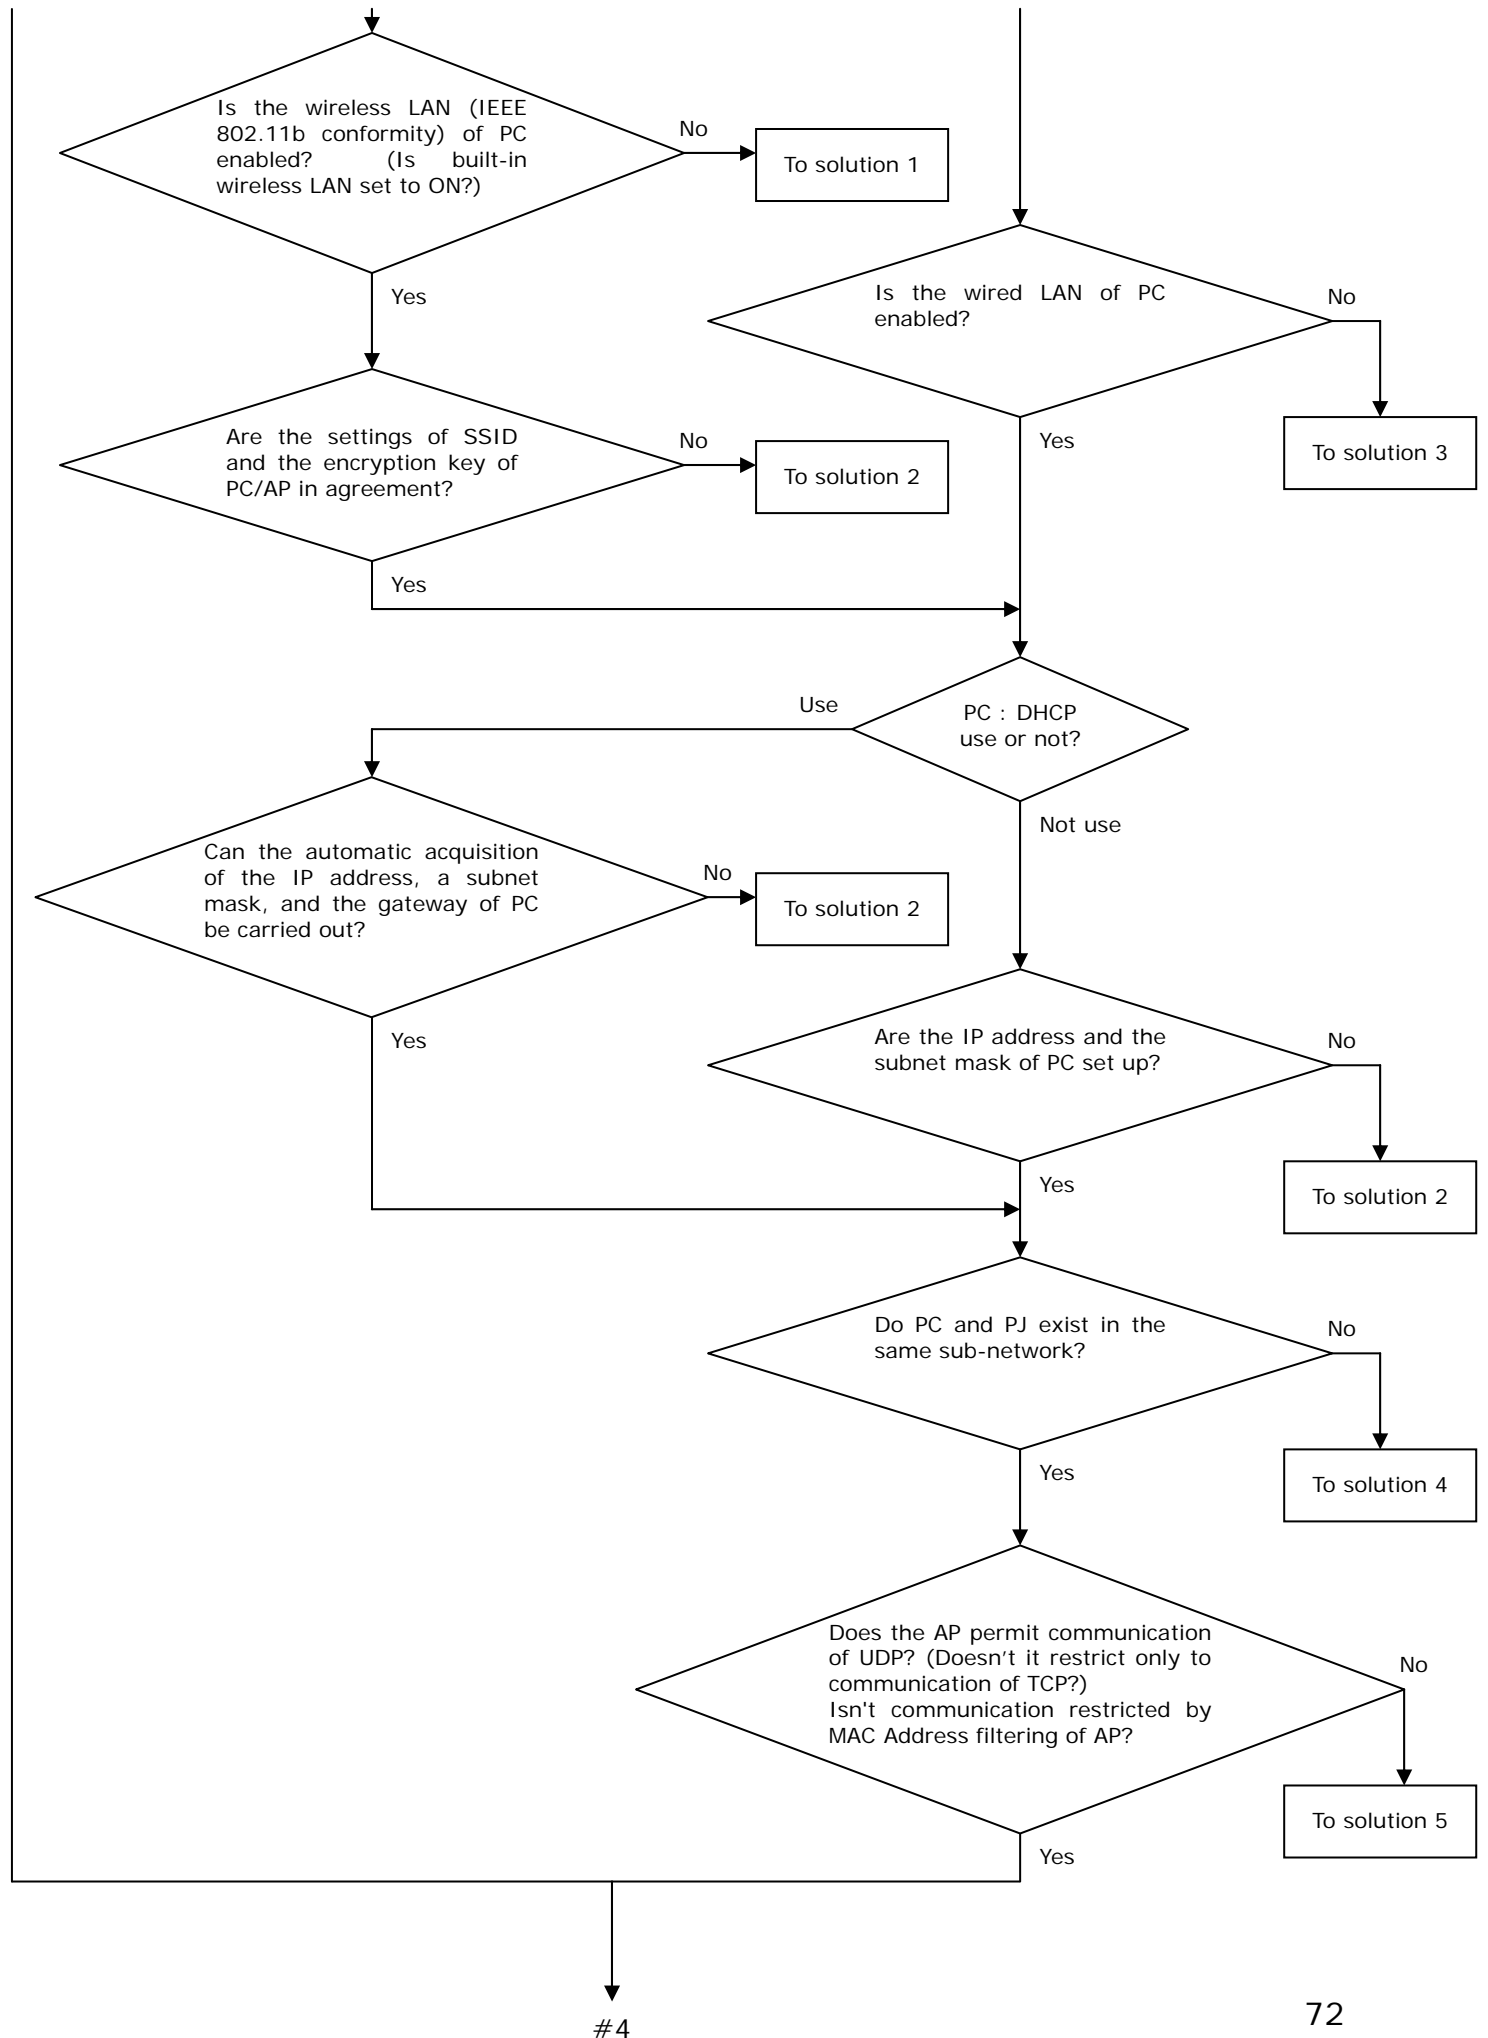 Is the wireless LAN (IEEE
802.11b conformity) of PC
enabled? (Is built-in
wireless LAN set to ON?)
No
To solution 1
Yes
Is the wired LAN of PC
enabled?
No
To solution 3
Yes
Are the settings of SSID
and the encryption key of
PC/AP in agreement?
No
To solution 2
Yes
PC : DHCP
use or not?
Use
Not use
Can the automatic acquisition
of the IP address, a subnet
mask, and the gateway of PC
be carried out?
No
To solution 2
Yes
Are the IP address and the
subnet mask of PC set up?
No
To solution 2
Yes
Do PC and PJ exist in the
same sub-network?
No
To solution 4
Yes
Does the AP permit communication
of UDP? (Doesn’t it restrict only to
communication of TCP?)
Isn't communication restricted by
MAC Address filtering of AP?
No
To solution 5
Yes
#4
72